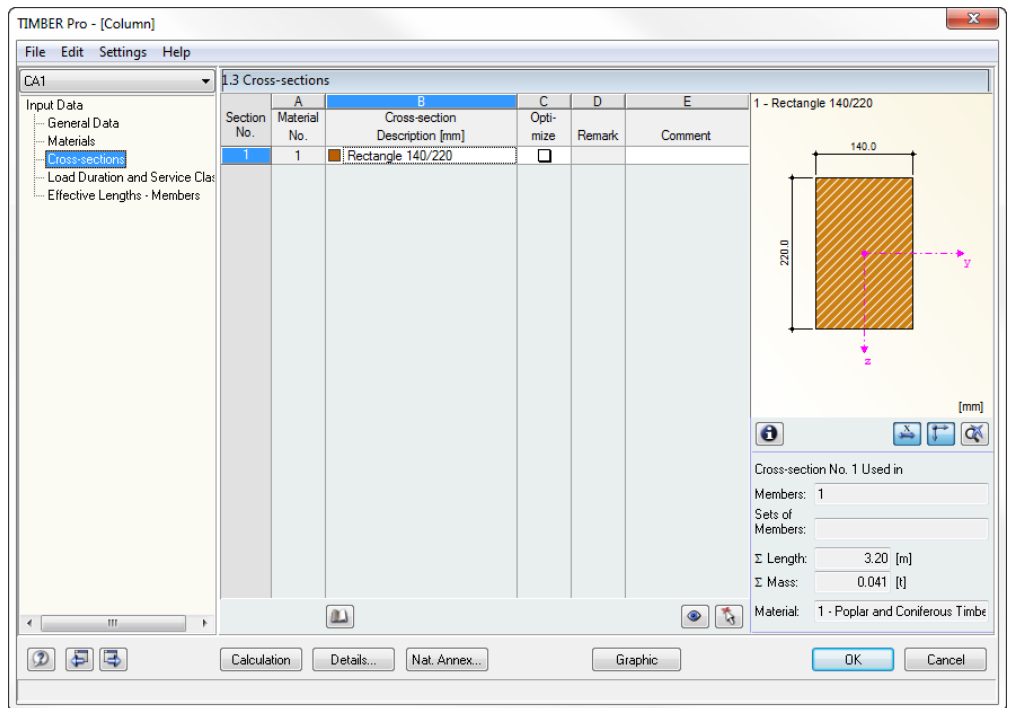 TIMBER Pro - [Column]
x
File Edit Settings Help
CA1
1.3 Cross-sections
Input Data
General Data
Materials
Cross-sections
Load Duration and Service Clas
Effective Lengths - Members
A B C D E
Section Material Cross-section Opti-
No. No. Description [mm] mize Remark Comment
1 1 Rectangle 140/220
1 - Rectangle 140/220
140.0
220.0
y
z
[mm]
Cross-section No. 1 Used in
Members: 1
Sets of
Members:
Σ Length: 3.20 [m]
Σ Mass: 0.041 [t]
Material: 1 - Poplar and Coniferous Timbe
Calculation Details... Nat. Annex... Graphic OK Cancel